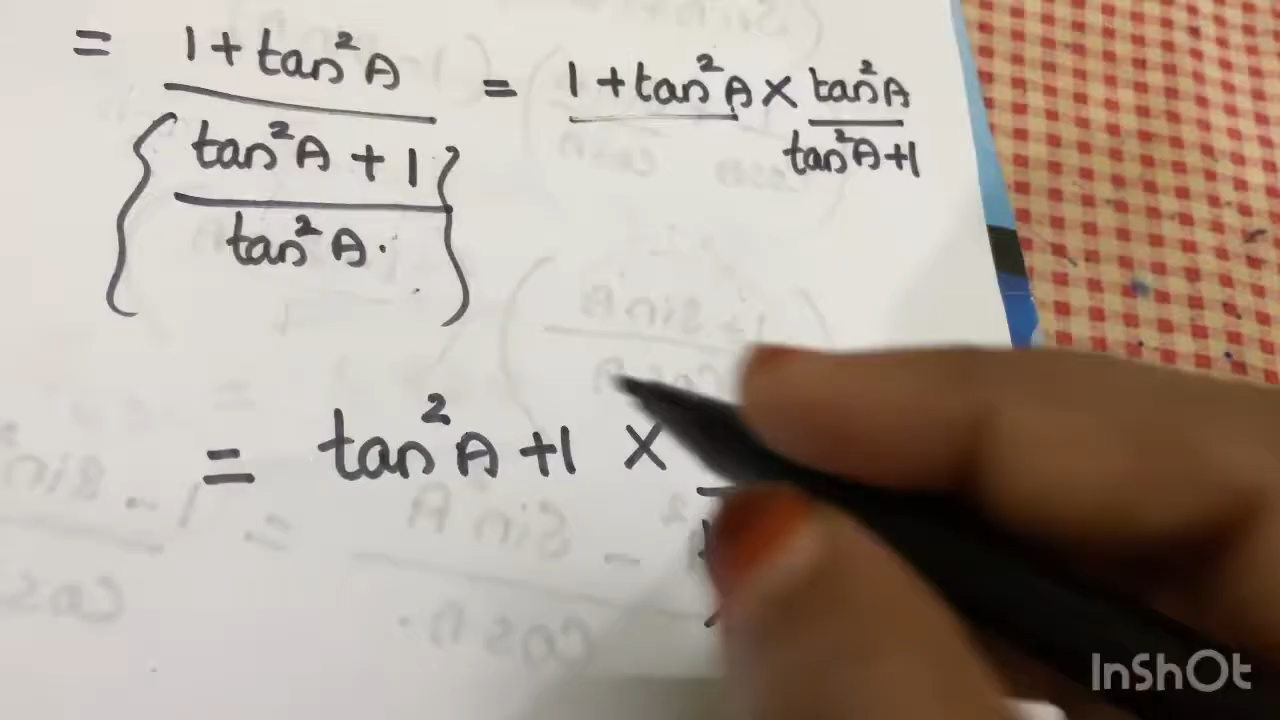 = 1 + tan²A / {tan²A + 1 / tan²A.} = 1 + tan²A × tan²A / tan²A+1
= tan²A +1 ×
InShOt